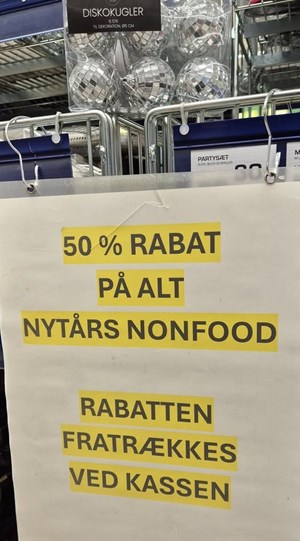 DISKOKUGLER
50 % RABAT
PÅ ALT
NYTÅRS NONFOOD
RABATTEN
FRATRÆKKES
VED KASSEN
PARTYSÆT